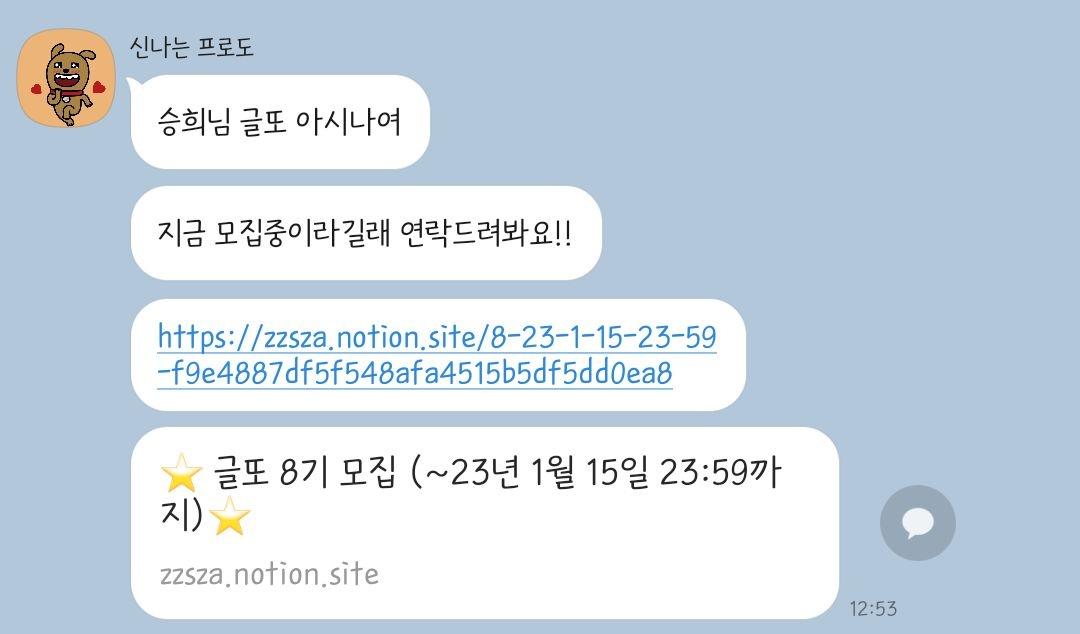 신나는 프로도
승희님 글또 아시나여
지금 모집중이라길래 연락드려봐요!!
https://zzsza.notion.site/8-23-1-15-23-59
-f9e4887df5f548afa4515b5df5dd0ea8
⭐ 글또 8기 모집 (~23년 1월 15일 23:59까
지)⭐
zzsza.notion.site
12:53